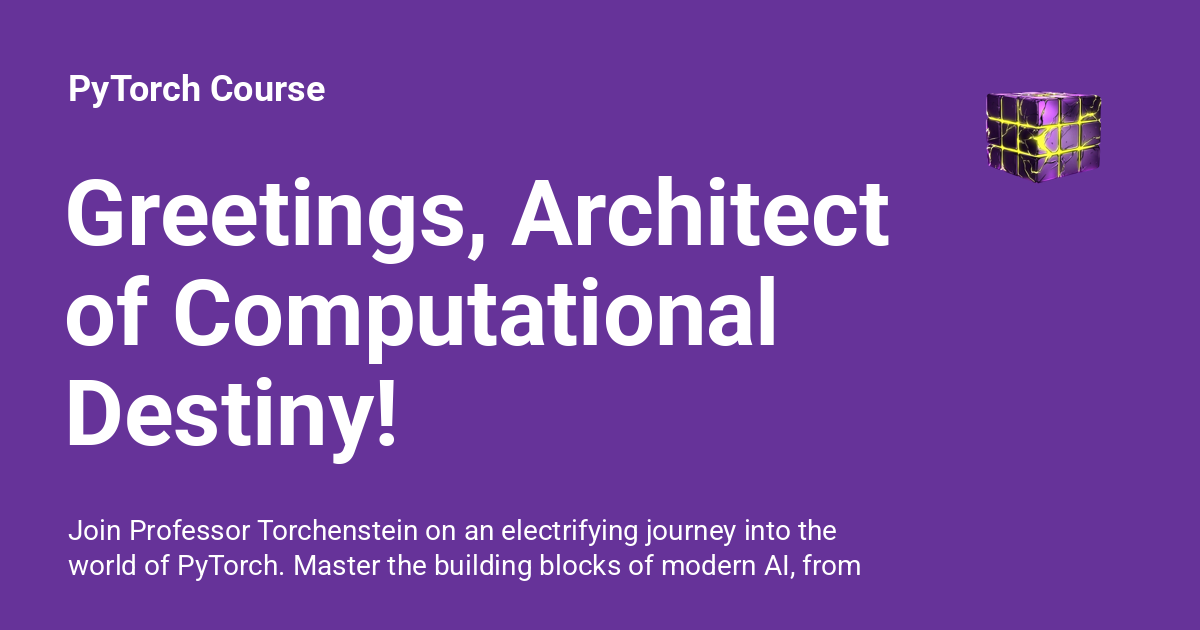 PyTorch Course
Greetings, Architect
of Computational
Destiny!
Join Professor Torchenstein on an electrifying journey into the
world of PyTorch. Master the building blocks of modern AI, from